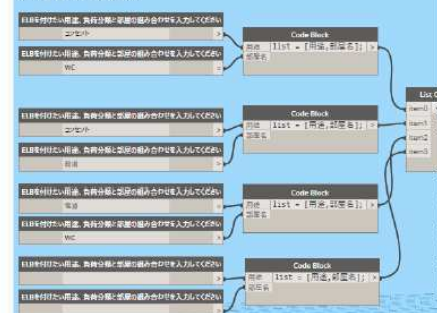 ELBを付けたい用途、負荷分類と部屋の組み合わせを入力してください
コンセント
>
ELBを付けたい用途、負荷分類と部屋の組み合わせを入力してください
WC
>
Code Block
用途 list = [用途,部屋名]; >
部屋名
List C
item0
item1
item2
item3
ELBを付けたい用途、負荷分類と部屋の組み合わせを入力してください
コンセント
>
ELBを付けたい用途、負荷分類と部屋の組み合わせを入力してください
>
Code Block
用途 list = [用途,部屋名]; >
部屋名
ELBを付けたい用途、負荷分類と部屋の組み合わせを入力してください
>
ELBを付けたい用途、負荷分類と部屋の組み合わせを入力してください
WC
>
Code Block
用途 list = [用途,部屋名]; >
部屋名
ELBを付けたい用途、負荷分類と部屋の組み合わせを入力してください
>
ELBを付けたい用途、負荷分類と部屋の組み合わせを入力してください
>
Code Block
用途 list = [用途,部屋名]; >
部屋名